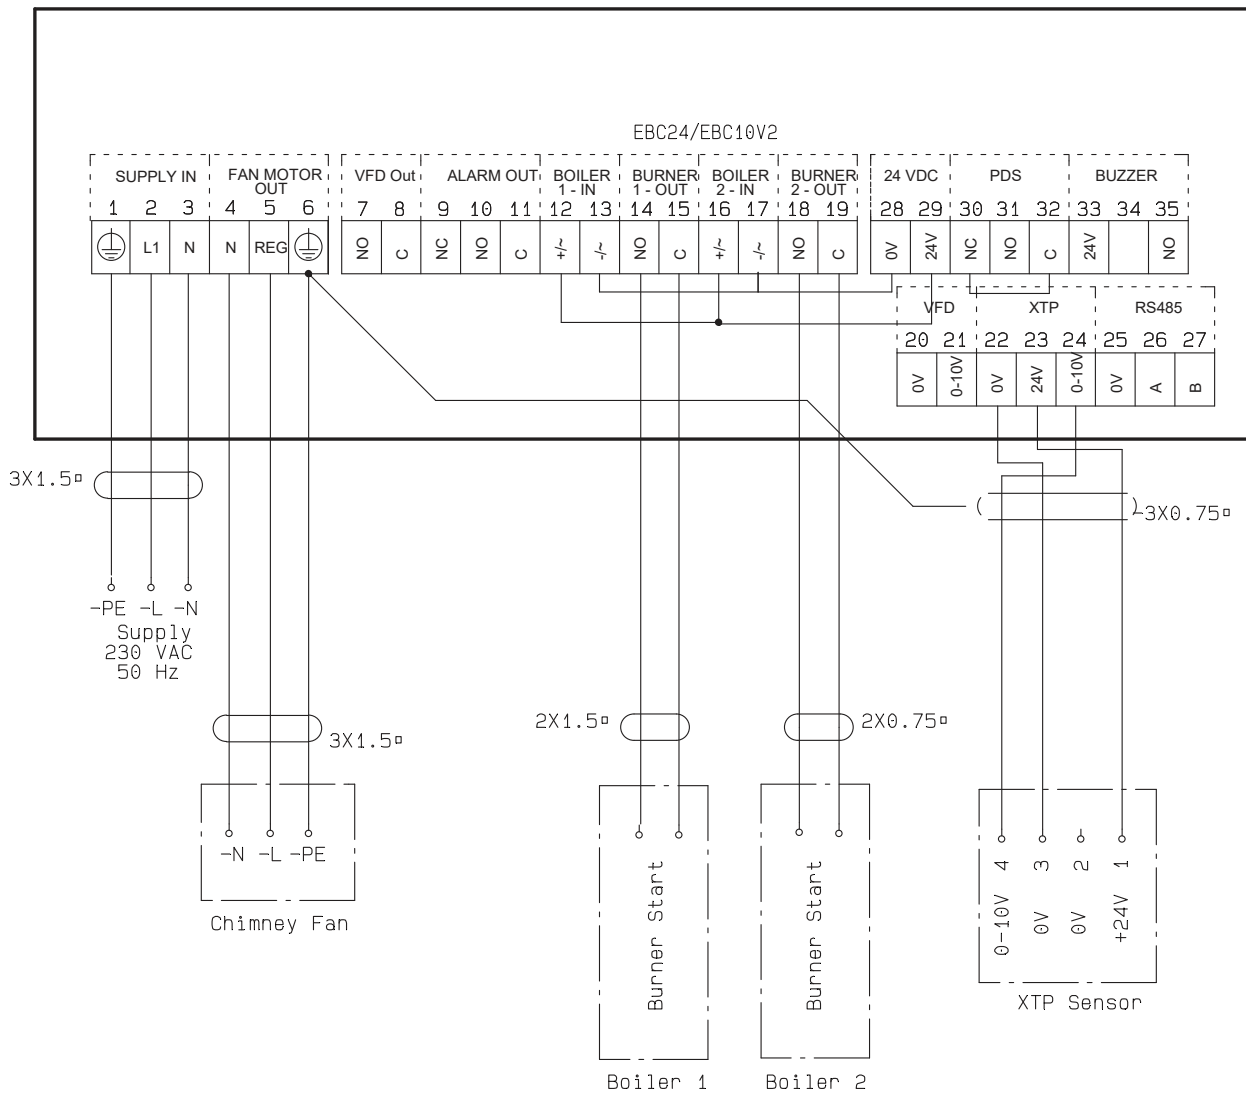 EBC24/EBC10V2
SUPPLY IN
FAN MOTOR
OUT
VFD Out
ALARM OUT
BOILER
1 - IN
BURNER
1 - OUT
BOILER
2 - IN
BURNER
2 - OUT
24 VDC
PDS
BUZZER
1 2 3 4 5 6 7 8 9 10 11 12 13 14 15 16 17 18 19 28 29 30 31 32 33 34 35
L1 N N REG NO C NC NO C +/~ -/~ NO C +/~ -/~ NO C 0V 24V NC NO C 24V NO
VFD
XTP
RS485
20 21 22 23 24 25 26 27
0V 0-10V 0V 24V 0-10V 0V A B
3X1.5▫
-3X0.75▫
-PE -L -N
Supply
230 VAC
50 Hz
3X1.5▫
2X1.5▫
2X0.75▫
-N -L -PE
Chimney Fan
Burner Start
Boiler 1
Burner Start
Boiler 2
4 3 2 1
0-10V 0V 0V +24V
XTP Sensor